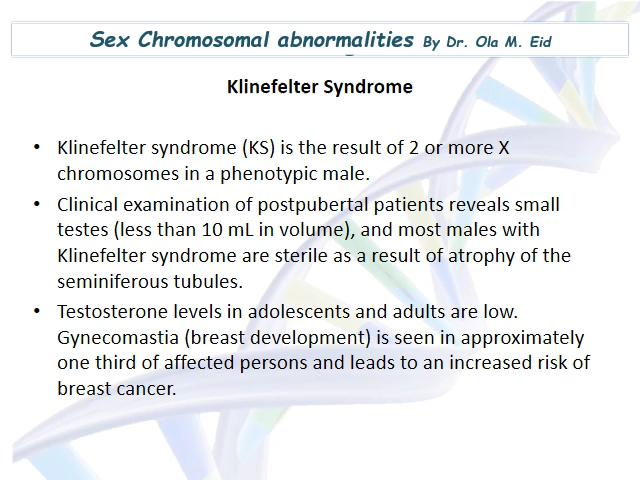 Sex Chromosomal abnormalities By Dr. Ola M. Eid
Klinefelter Syndrome
• Klinefelter syndrome (KS) is the result of 2 or more X
chromosomes in a phenotypic male.
• Clinical examination of postpubertal patients reveals small
testes (less than 10 mL in volume), and most males with
Klinefelter syndrome are sterile as a result of atrophy of the
seminiferous tubules.
• Testosterone levels in adolescents and adults are low.
Gynecomastia (breast development) is seen in approximately
one third of affected persons and leads to an increased risk of
breast cancer.